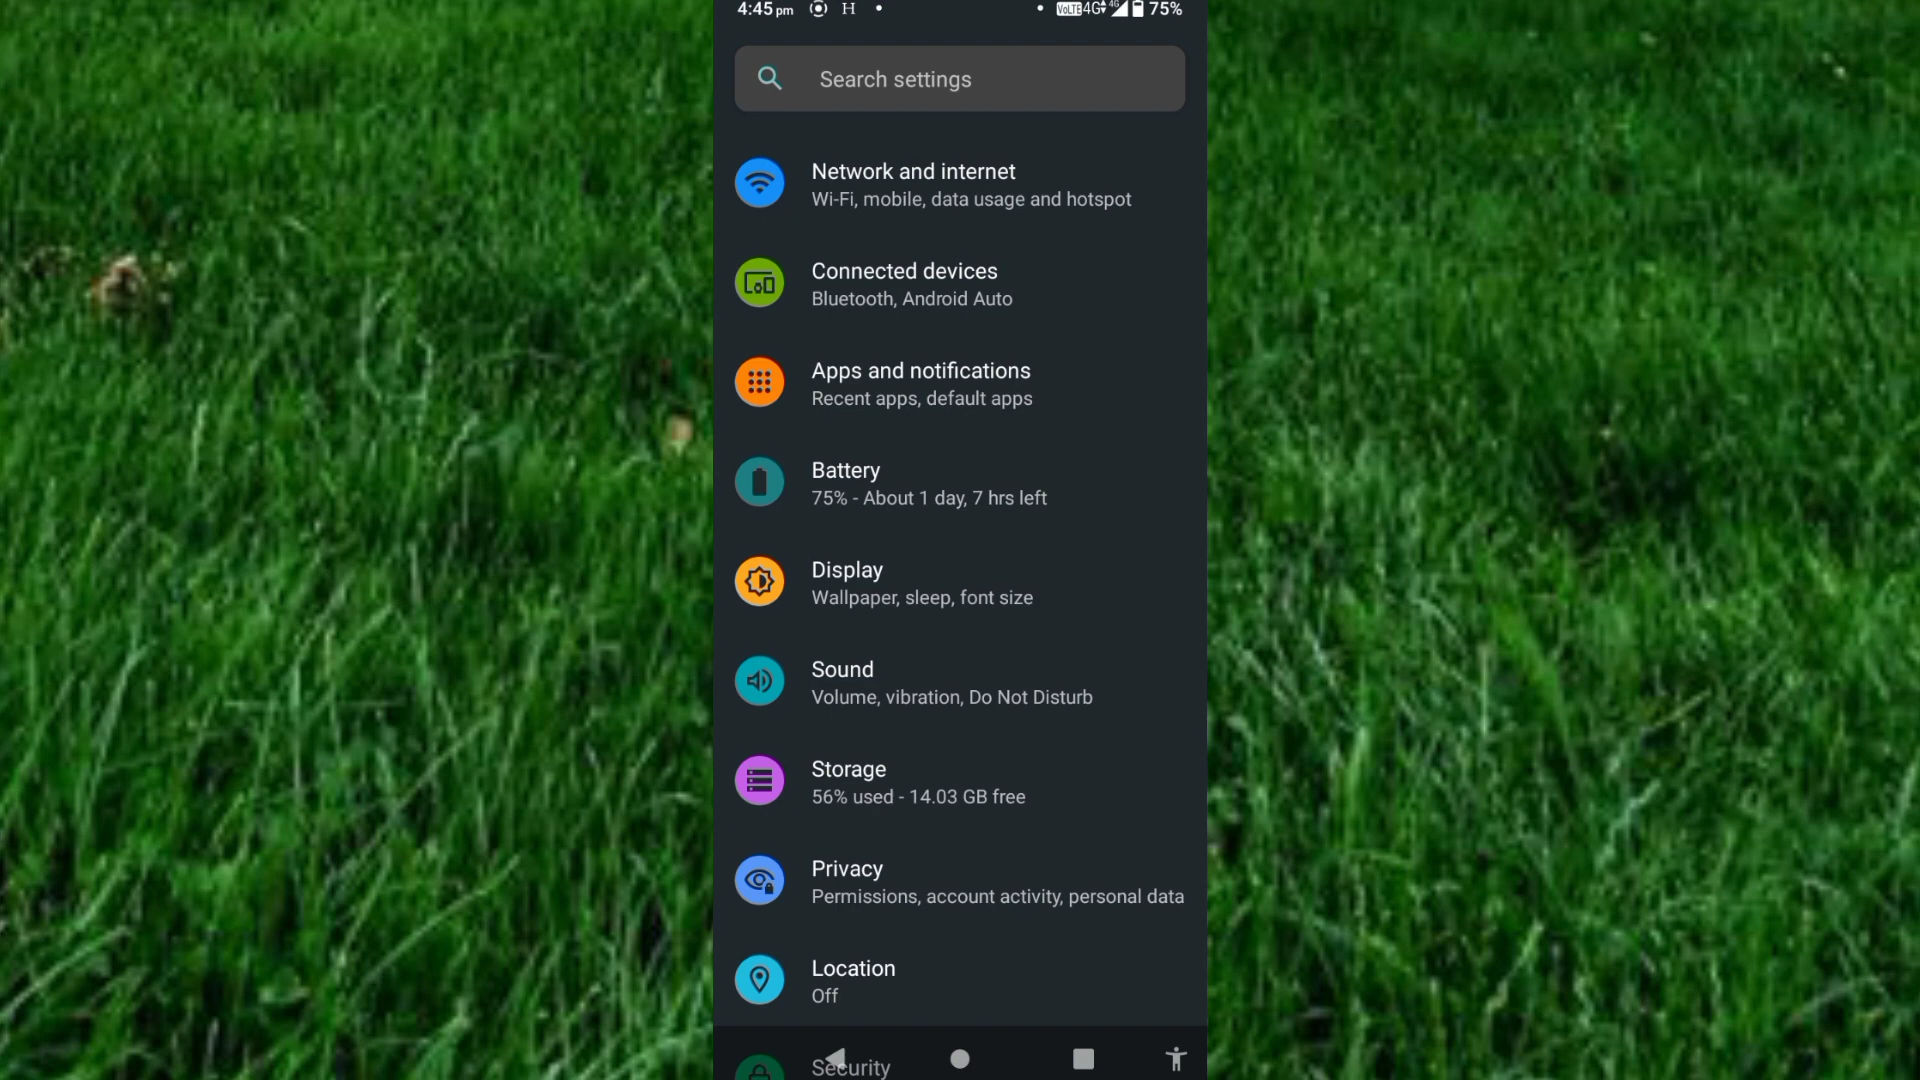 4:45 pm H VoLTE 4G 4G 75%
Search settings
Network and internet
Wi-Fi, mobile, data usage and hotspot
Connected devices
Bluetooth, Android Auto
Apps and notifications
Recent apps, default apps
Battery
75% - About 1 day, 7 hrs left
Display
Wallpaper, sleep, font size
Sound
Volume, vibration, Do Not Disturb
Storage
56% used - 14.03 GB free
Privacy
Permissions, account activity, personal data
Location
Off
Security